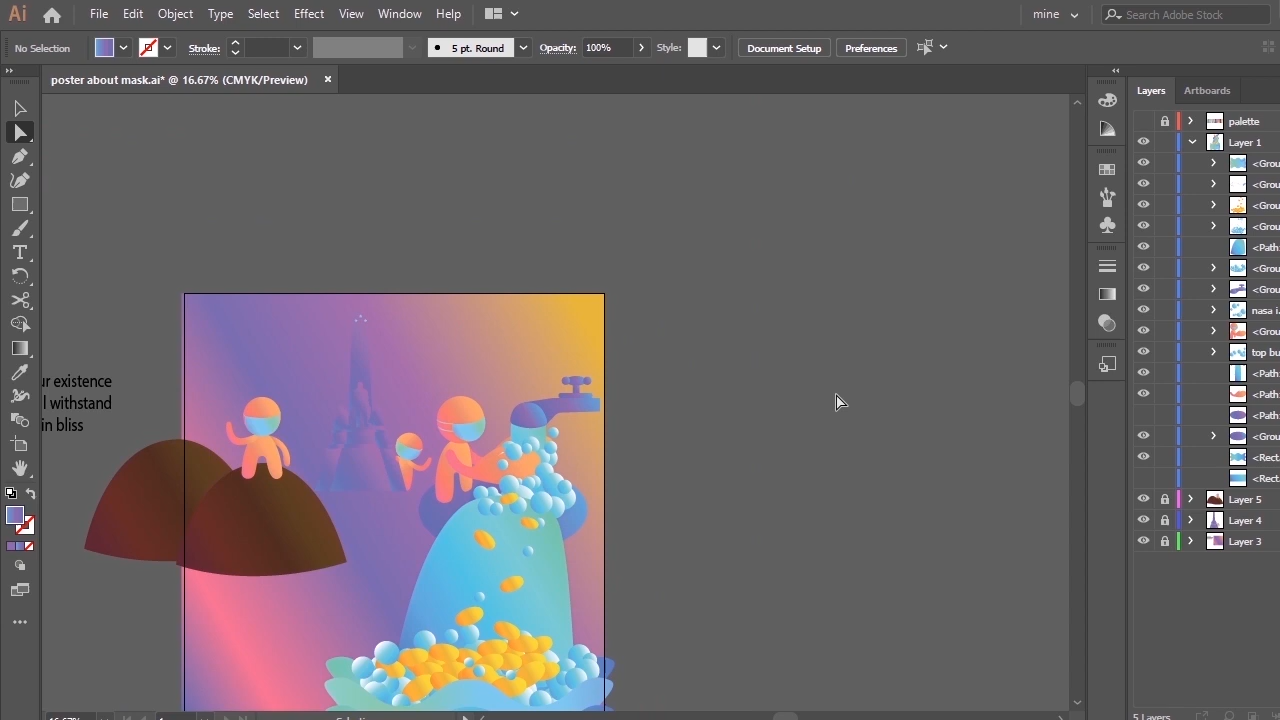 Ai File Edit Object Type Select Effect View Window Help mine Search Adobe Stock
No Selection Stroke: 5 pt. Round Opacity: 100% Style: Document Setup Preferences
poster about mask.ai* @ 16.67% (CMYK/Preview) ×
Layers Artboards
palette
Layer 1
<Grou
<Grou
<Grou
<Grou
<Path
<Grou
<Grou
nasa i.
<Grou
top bu
<Path
<Path
<Path
<Grou
<Rect
<Rect
Layer 5
Layer 4
Layer 3
ur existence
l withstand
in bliss
5 Layers